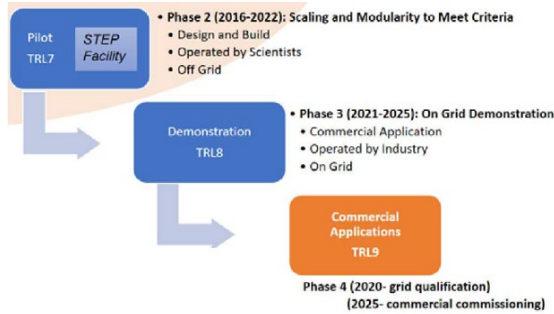 Pilot
TRL7
STEP
Facility
• Phase 2 (2016-2022): Scaling and Modularity to Meet Criteria
• Design and Build
• Operated by Scientists
• Off Grid
Demonstration
TRL8
• Phase 3 (2021-2025): On Grid Demonstration
• Commercial Application
• Operated by Industry
• On Grid
Commercial
Applications
TRL9
Phase 4 (2020- grid qualification)
(2025- commercial commissioning)